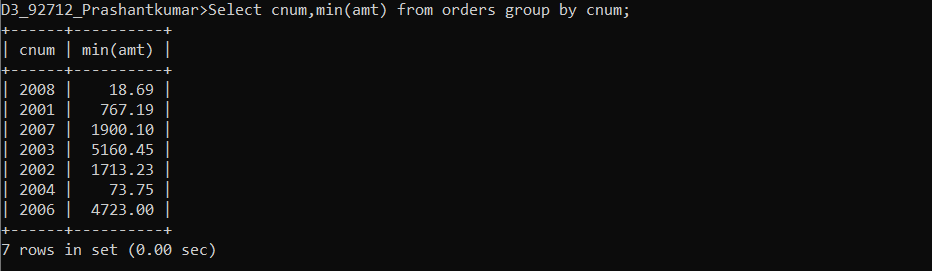 D3_92712_Prashantkumar>Select cnum,min(amt) from orders group by cnum;
+------+----------+
| cnum | min(amt) |
+------+----------+
| 2008 |    18.69 |
| 2001 |   767.19 |
| 2007 |  1900.10 |
| 2003 |  5160.45 |
| 2002 |  1713.23 |
| 2004 |    73.75 |
| 2006 |  4723.00 |
+------+----------+
7 rows in set (0.00 sec)